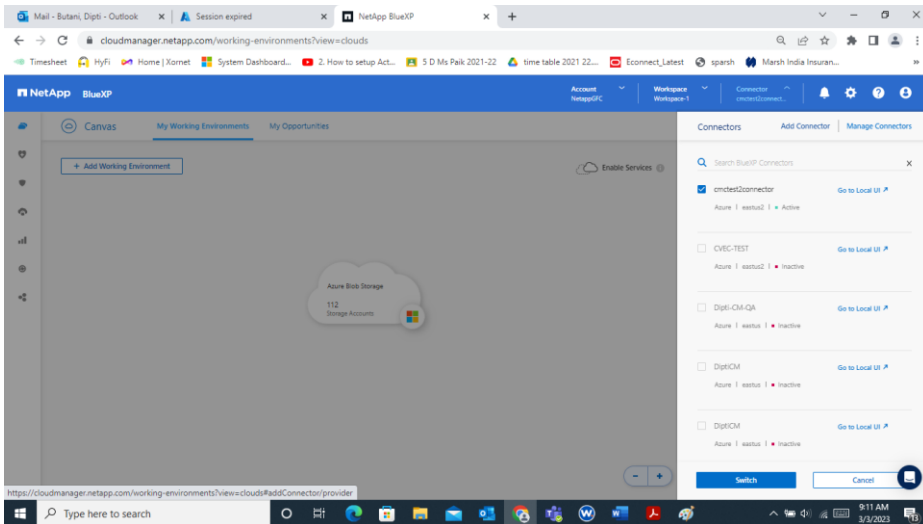 Mail - Butani, Dipti - Outlook
Session expired
NetApp BlueXP
cloudmanager.netapp.com/working-environments?view=clouds
Timesheet
HyFi
Home | Xornet
System Dashboard...
2. How to setup Act...
5 D Ms Paik 2021-22
time table 2021 22....
Econnect_Latest
sparsh
Marsh India Insuran...
NetApp BlueXP
Account
NetappGFC
Workspace
Workspace-1
Connector
cmctest2connect...
Canvas
My Working Environments
My Opportunities
+ Add Working Environment
Enable Services
Azure Blob Storage
112
Storage Accounts
Connectors
Add Connector
Manage Connectors
Search BlueXP Connectors
cmctest2connector
Go to Local UI
Azure | eastus2 | Active
CVEC-TEST
Go to Local UI
Azure | eastus2 | Inactive
Dipti-CM-QA
Go to Local UI
Azure | eastus | Inactive
DiptiCM
Go to Local UI
Azure | eastus | Inactive
DiptiCM
Go to Local UI
Azure | eastus | Inactive
Switch
Cancel
https://cloudmanager.netapp.com/working-environments?view=clouds#addConnector/provider
Type here to search
9:11 AM
3/3/2023